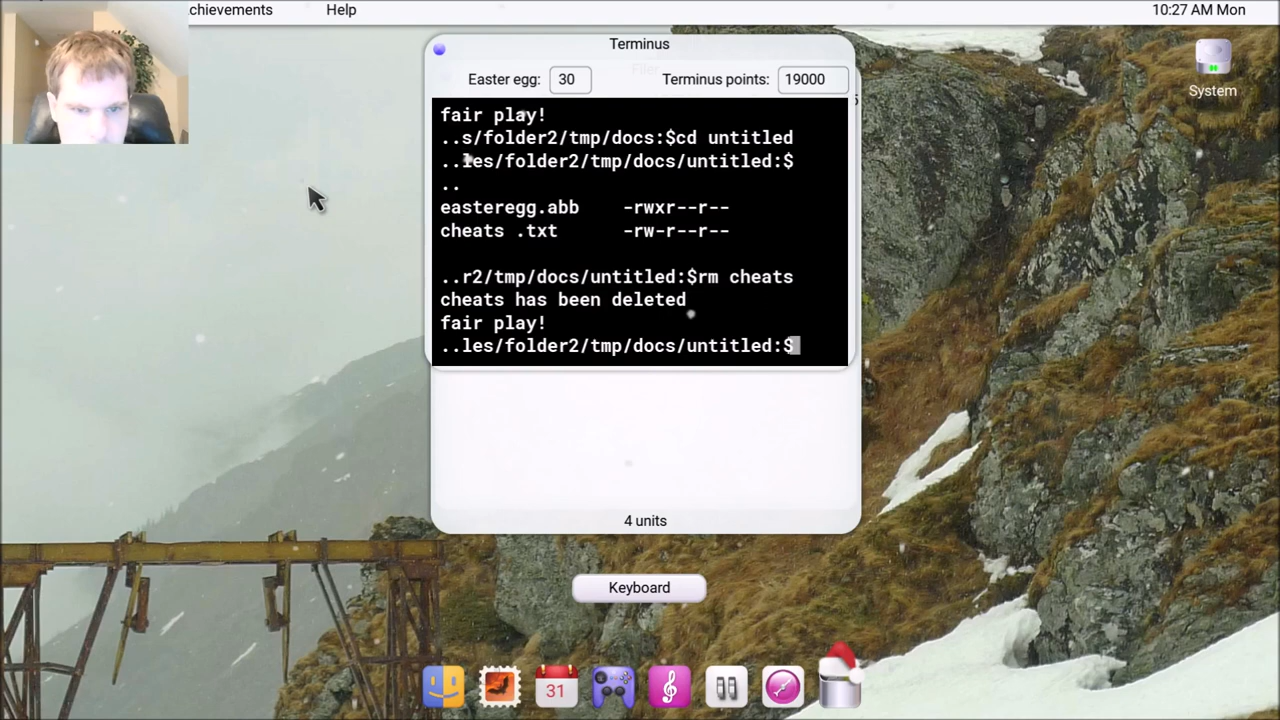 chievements Help 10:27 AM Mon
Terminus
Easter egg: 30 Terminus points: 19000
fair play!
..s/folder2/tmp/docs:$cd untitled
..les/folder2/tmp/docs/untitled:$
..
easteregg.abb -rwxr--r--
cheats .txt -rw-r--r--
..r2/tmp/docs/untitled:$rm cheats
cheats has been deleted
fair play!
..les/folder2/tmp/docs/untitled:$
4 units
Keyboard
System
31